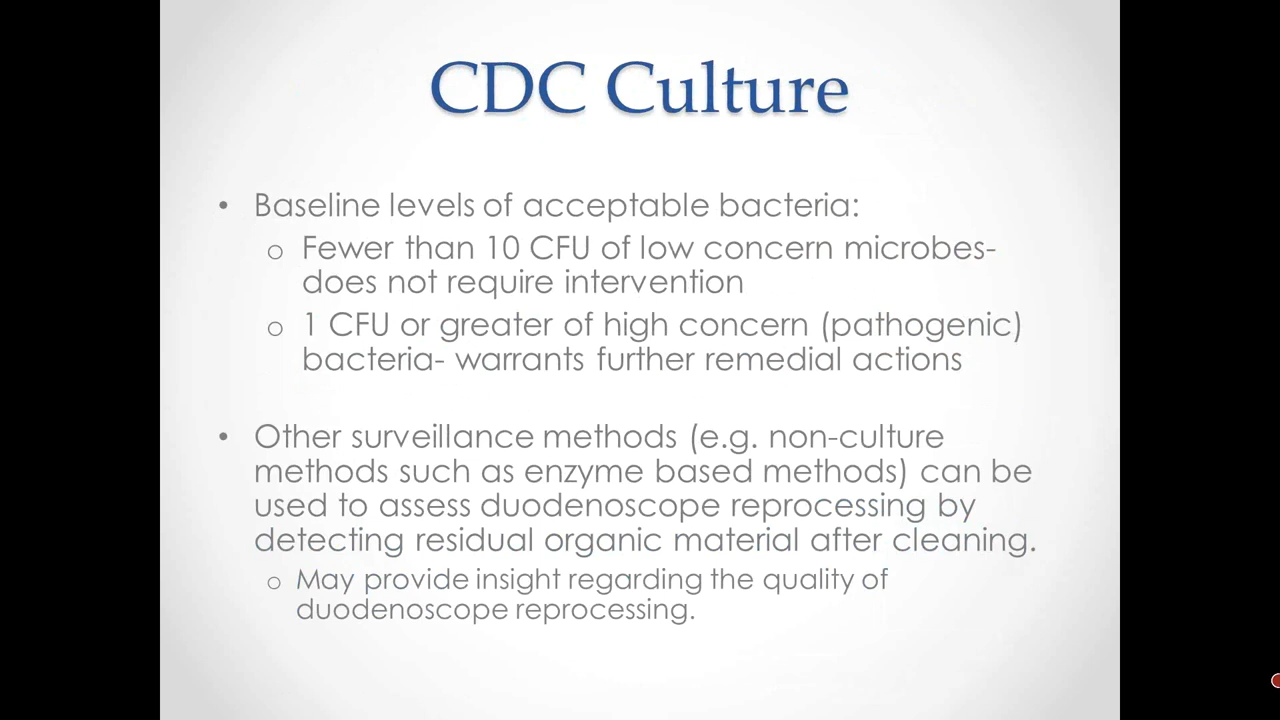 CDC Culture
• Baseline levels of acceptable bacteria:
o Fewer than 10 CFU of low concern microbes-
does not require intervention
o 1 CFU or greater of high concern (pathogenic)
bacteria- warrants further remedial actions
• Other surveillance methods (e.g. non-culture
methods such as enzyme based methods) can be
used to assess duodenoscope reprocessing by
detecting residual organic material after cleaning.
o May provide insight regarding the quality of
duodenoscope reprocessing.